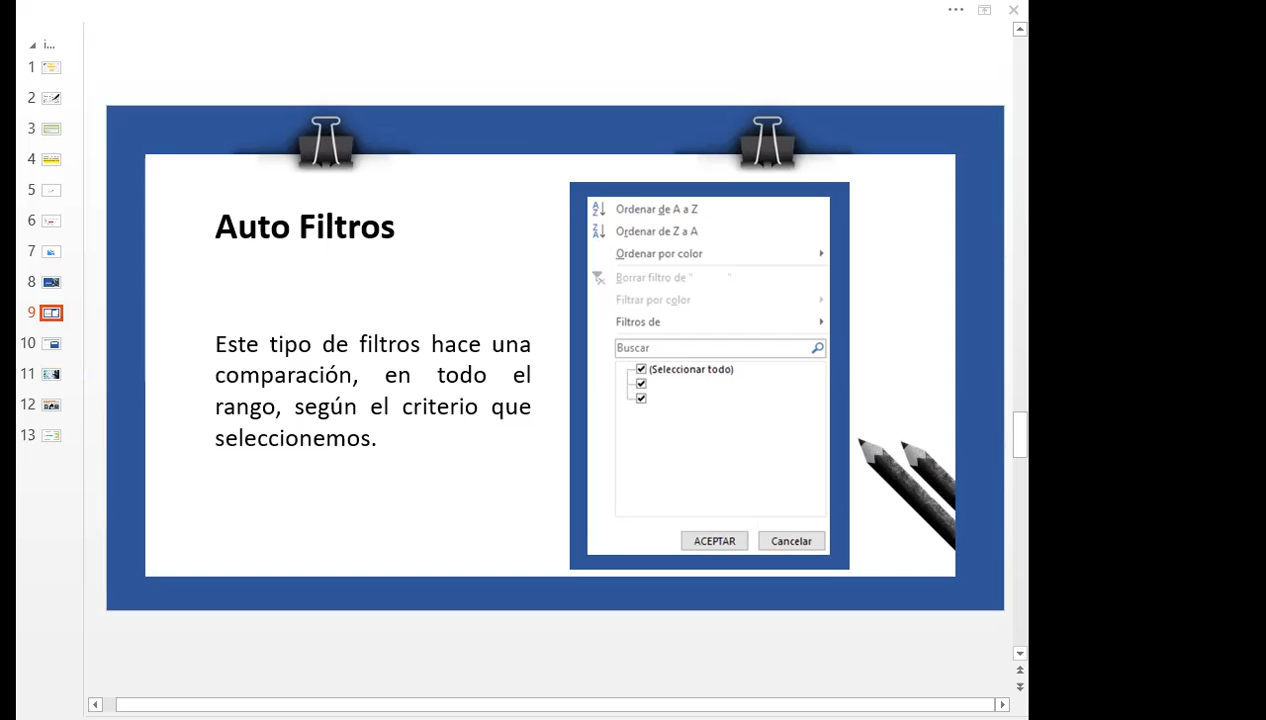 i...
1
2
3
4
5
6
7
8
9
10
11
12
13
Auto Filtros
Este tipo de filtros hace una
comparación, en todo el
rango, según el criterio que
seleccionemos.
Ordenar de A a Z
Ordenar de Z a A
Ordenar por color
Borrar filtro de " "
Filtrar por color
Filtros de
Buscar
(Seleccionar todo)
ACEPTAR Cancelar